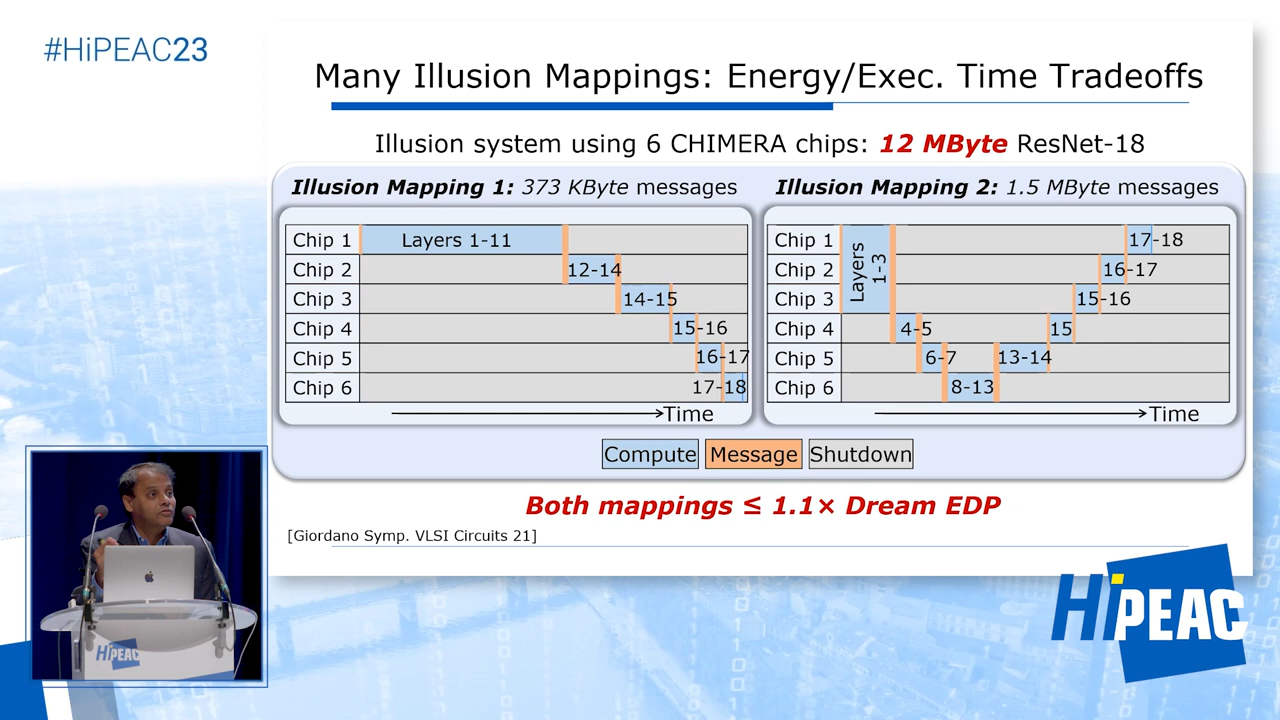 #HiPEAC23
Many Illusion Mappings: Energy/Exec. Time Tradeoffs
Illusion system using 6 CHIMERA chips: 12 MByte ResNet-18
Illusion Mapping 1: 373 KByte messages
Chip 1 Layers 1-11
Chip 2 12-14
Chip 3 14-15
Chip 4 15-16
Chip 5 16-17
Chip 6 17-18
Time
Illusion Mapping 2: 1.5 MByte messages
Chip 1 17-18
Chip 2 16-17
Chip 3 15-16
Layers
1-3
Chip 4 4-5 15
Chip 5 6-7 13-14
Chip 6 8-13
Time
Compute Message Shutdown
Both mappings ≤ 1.1× Dream EDP
[Giordano Symp. VLSI Circuits 21]
HiPEAC
HiPEAC